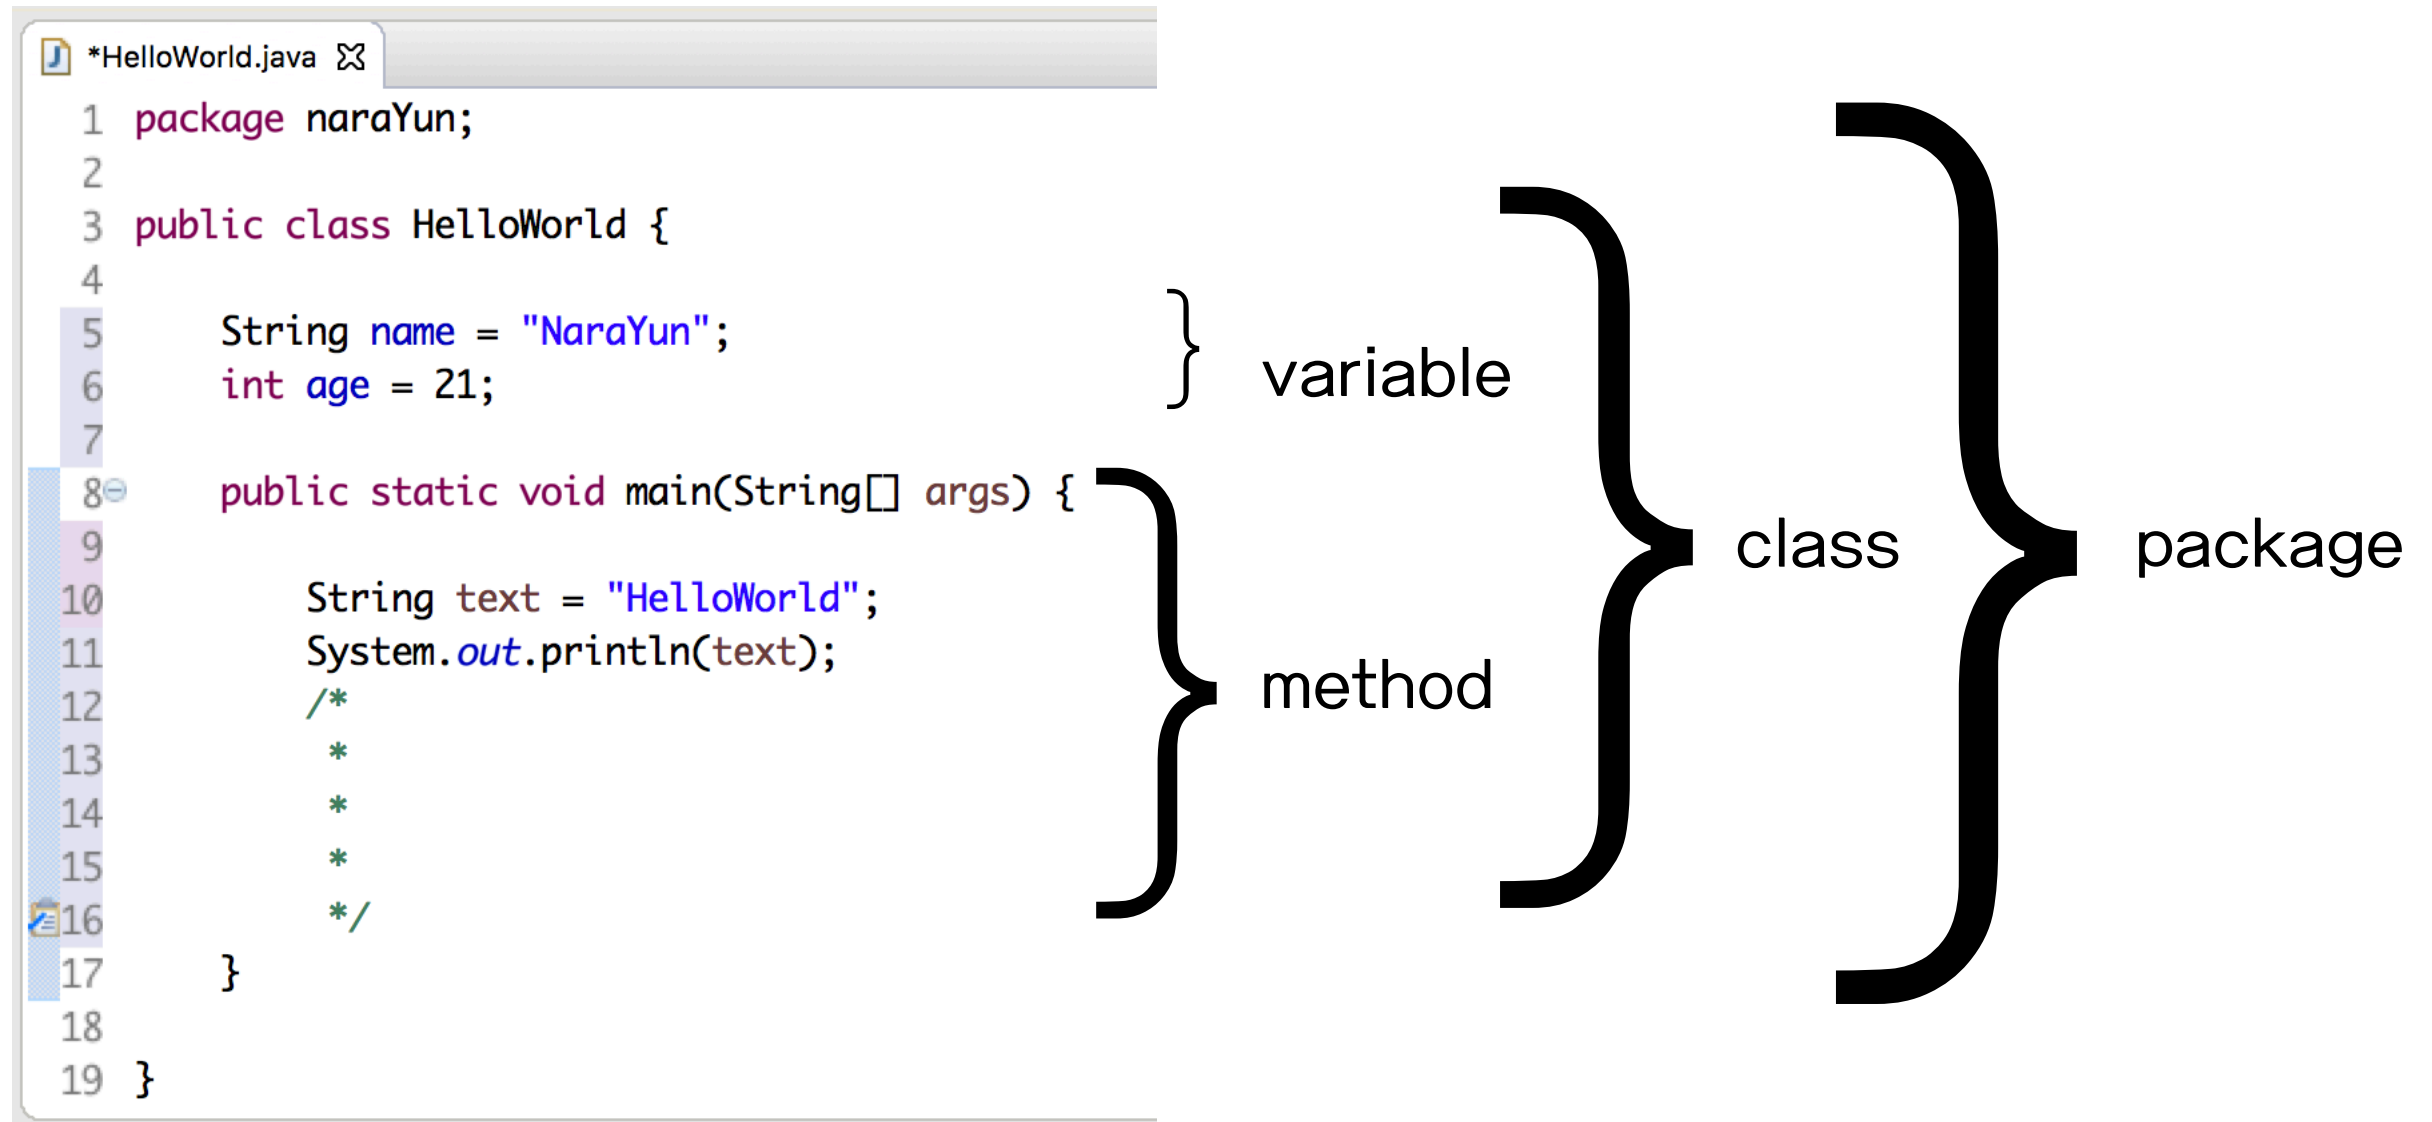 *HelloWorld.java
1 package naraYun;
2
3 public class HelloWorld {
4
5 String name = "NaraYun";
6 int age = 21;
7
8 public static void main(String[] args) {
9
10 String text = "HelloWorld";
11 System.out.println(text);
12 /*
13 *
14 *
15 *
16 */
17 }
18
19 }
variable
method
class
package